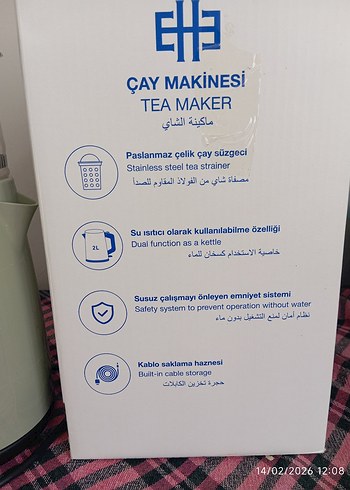 ÇAY MAKİNESİ
TEA MAKER
ماكينة الشاي
Paslanmaz çelik çay süzgeci
Stainless steel tea strainer
مصفاة شاي من الفولاذ المقاوم للصدأ
2L
Su ısıtıcı olarak kullanılabilme özelliği
Dual function as a kettle
خاصية الاستخدام كسخان للماء
Susuz çalışmayı önleyen emniyet sistemi
Safety system to prevent operation without water
نظام أمان لمنع التشغيل بدون ماء
Kablo saklama haznesi
Built-in cable storage
حجرة تخزين الكابلات
14/02/2026 12:08